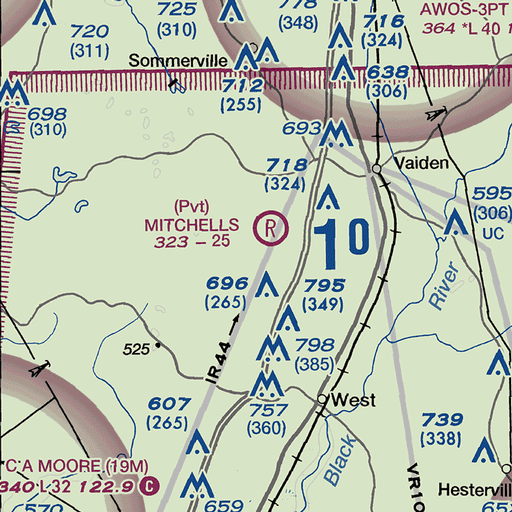 725
(310)
778
(348)
716
(324)
AWOS-3PT
364 *L 40 1
720
(311)
Sommerville
712
(255)
638
(306)
698
(310)
693
718
(324)
Vaiden
(Pvt)
MITCHELLS
323 - 25
R
10
595
(306)
UC
696
(265)
795
(349)
River
IR44
525
798
(385)
757
(360)
West
607
(265)
739
(338)
Black
C A MOORE (19M)
340 L 32 122.9 C
570
659
VR10
Hestervill